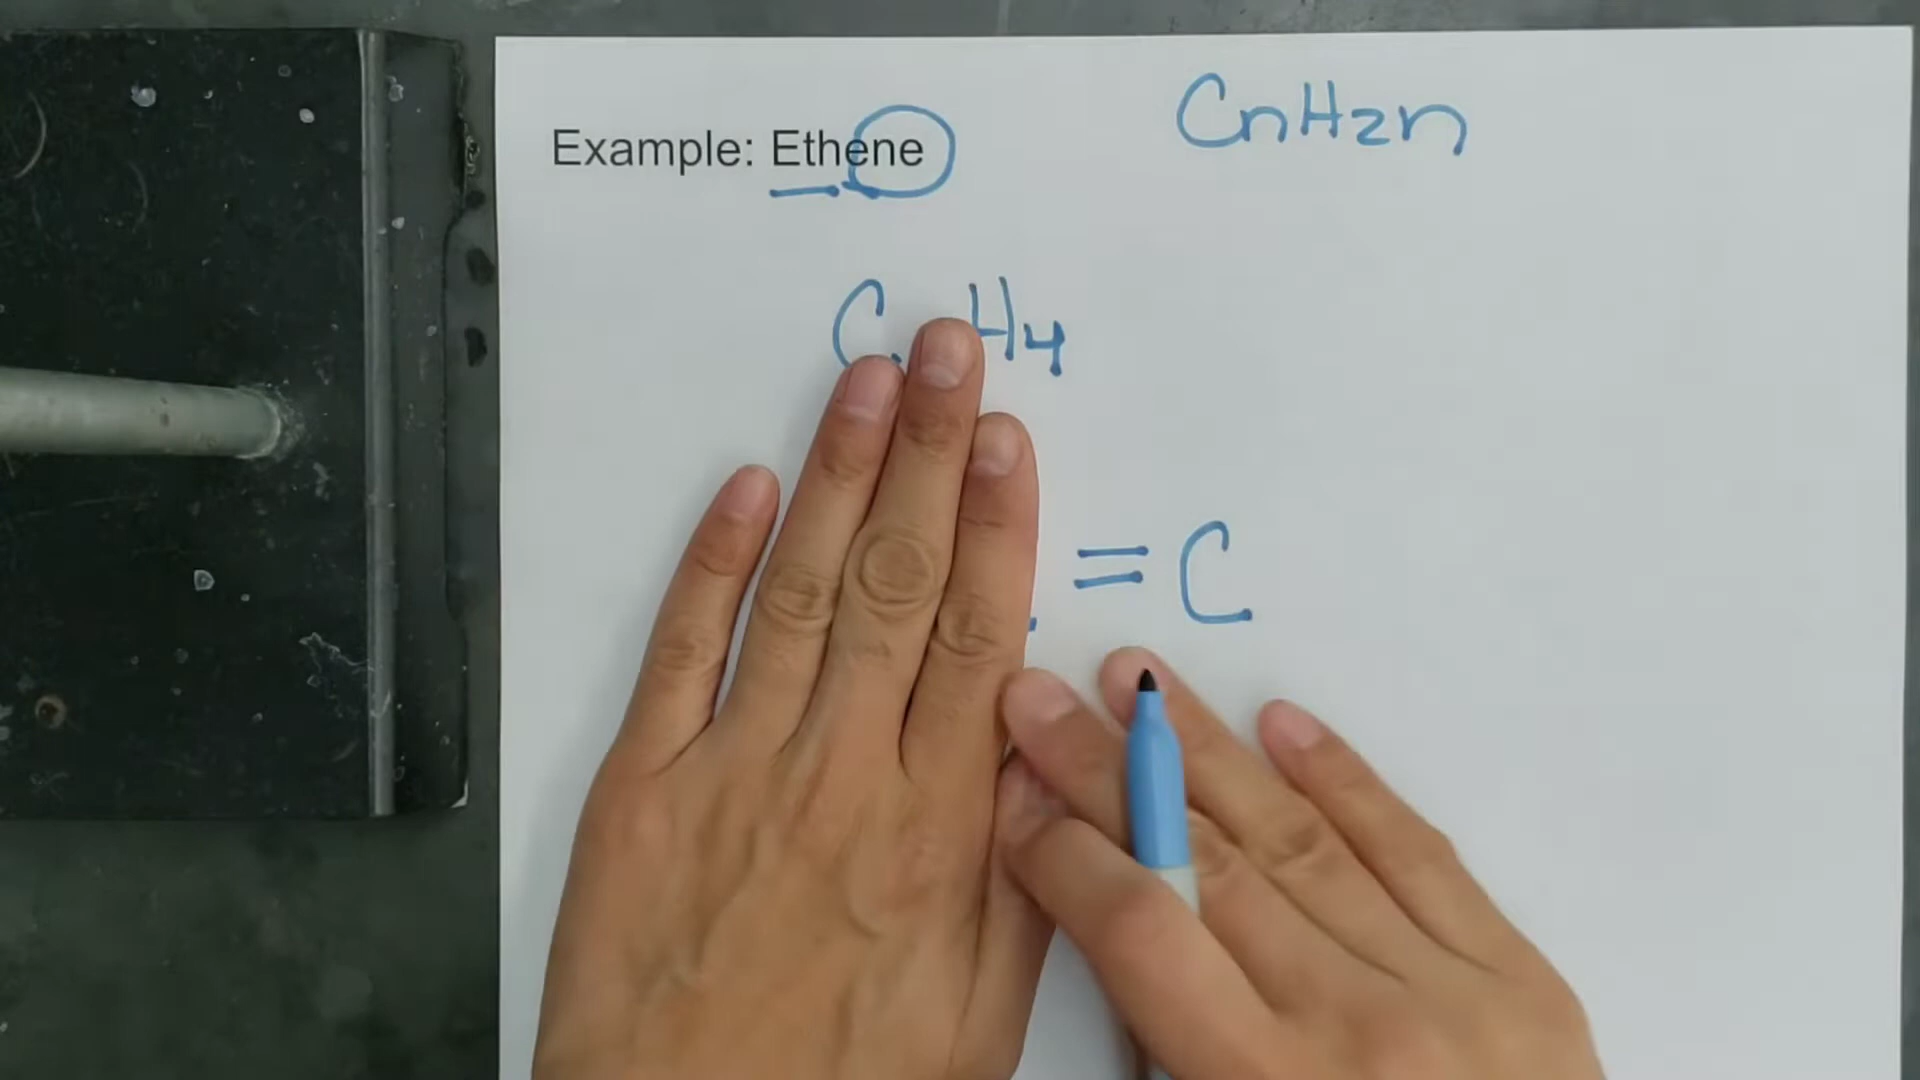 Example: Ethene
CnH2n
C H4
= C